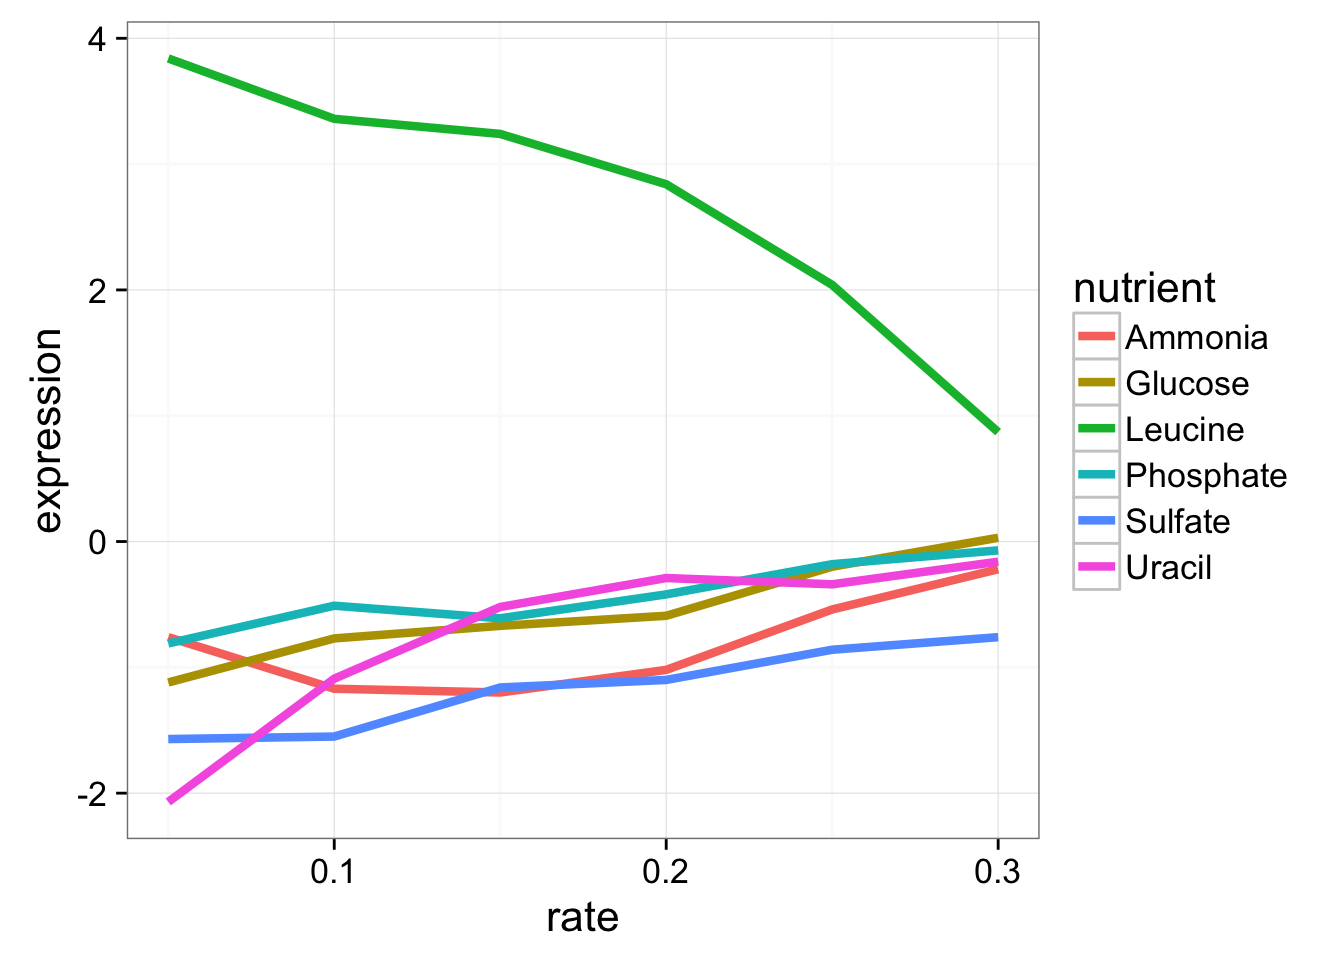 4
2
0
-2
expression
0.1
0.2
0.3
rate
nutrient
Ammonia
Glucose
Leucine
Phosphate
Sulfate
Uracil